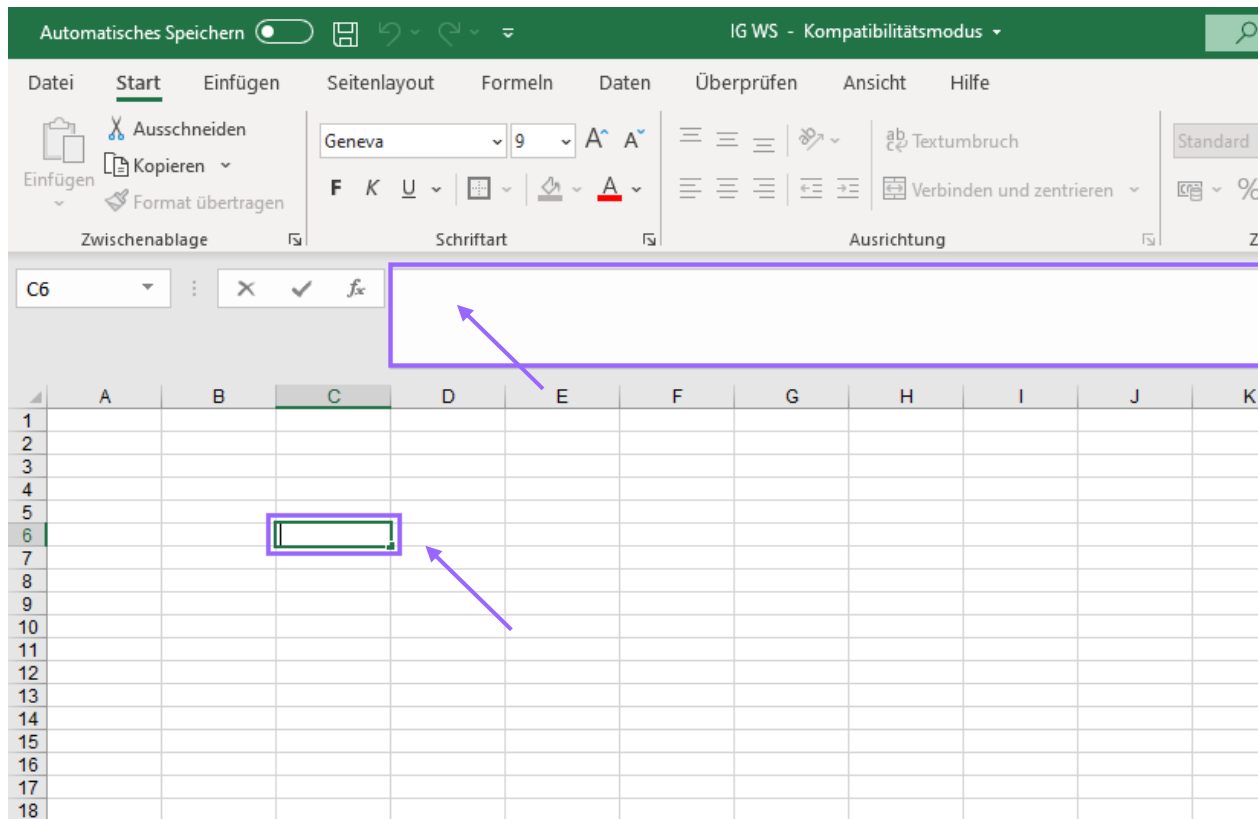 Automatisches Speichern IG WS - Kompatibilitätsmodus
Datei Start Einfügen Seitenlayout Formeln Daten Überprüfen Ansicht Hilfe
Einfügen
Ausschneiden
Kopieren
Format übertragen
Zwischenablage
Geneva 9 A A
F K U A
Schriftart
ab Textumbruch
Verbinden und zentrieren
Ausrichtung
Standard
%
Z
C6 fx
A B C D E F G H I J K
1
2
3
4
5
6
7
8
9
10
11
12
13
14
15
16
17
18